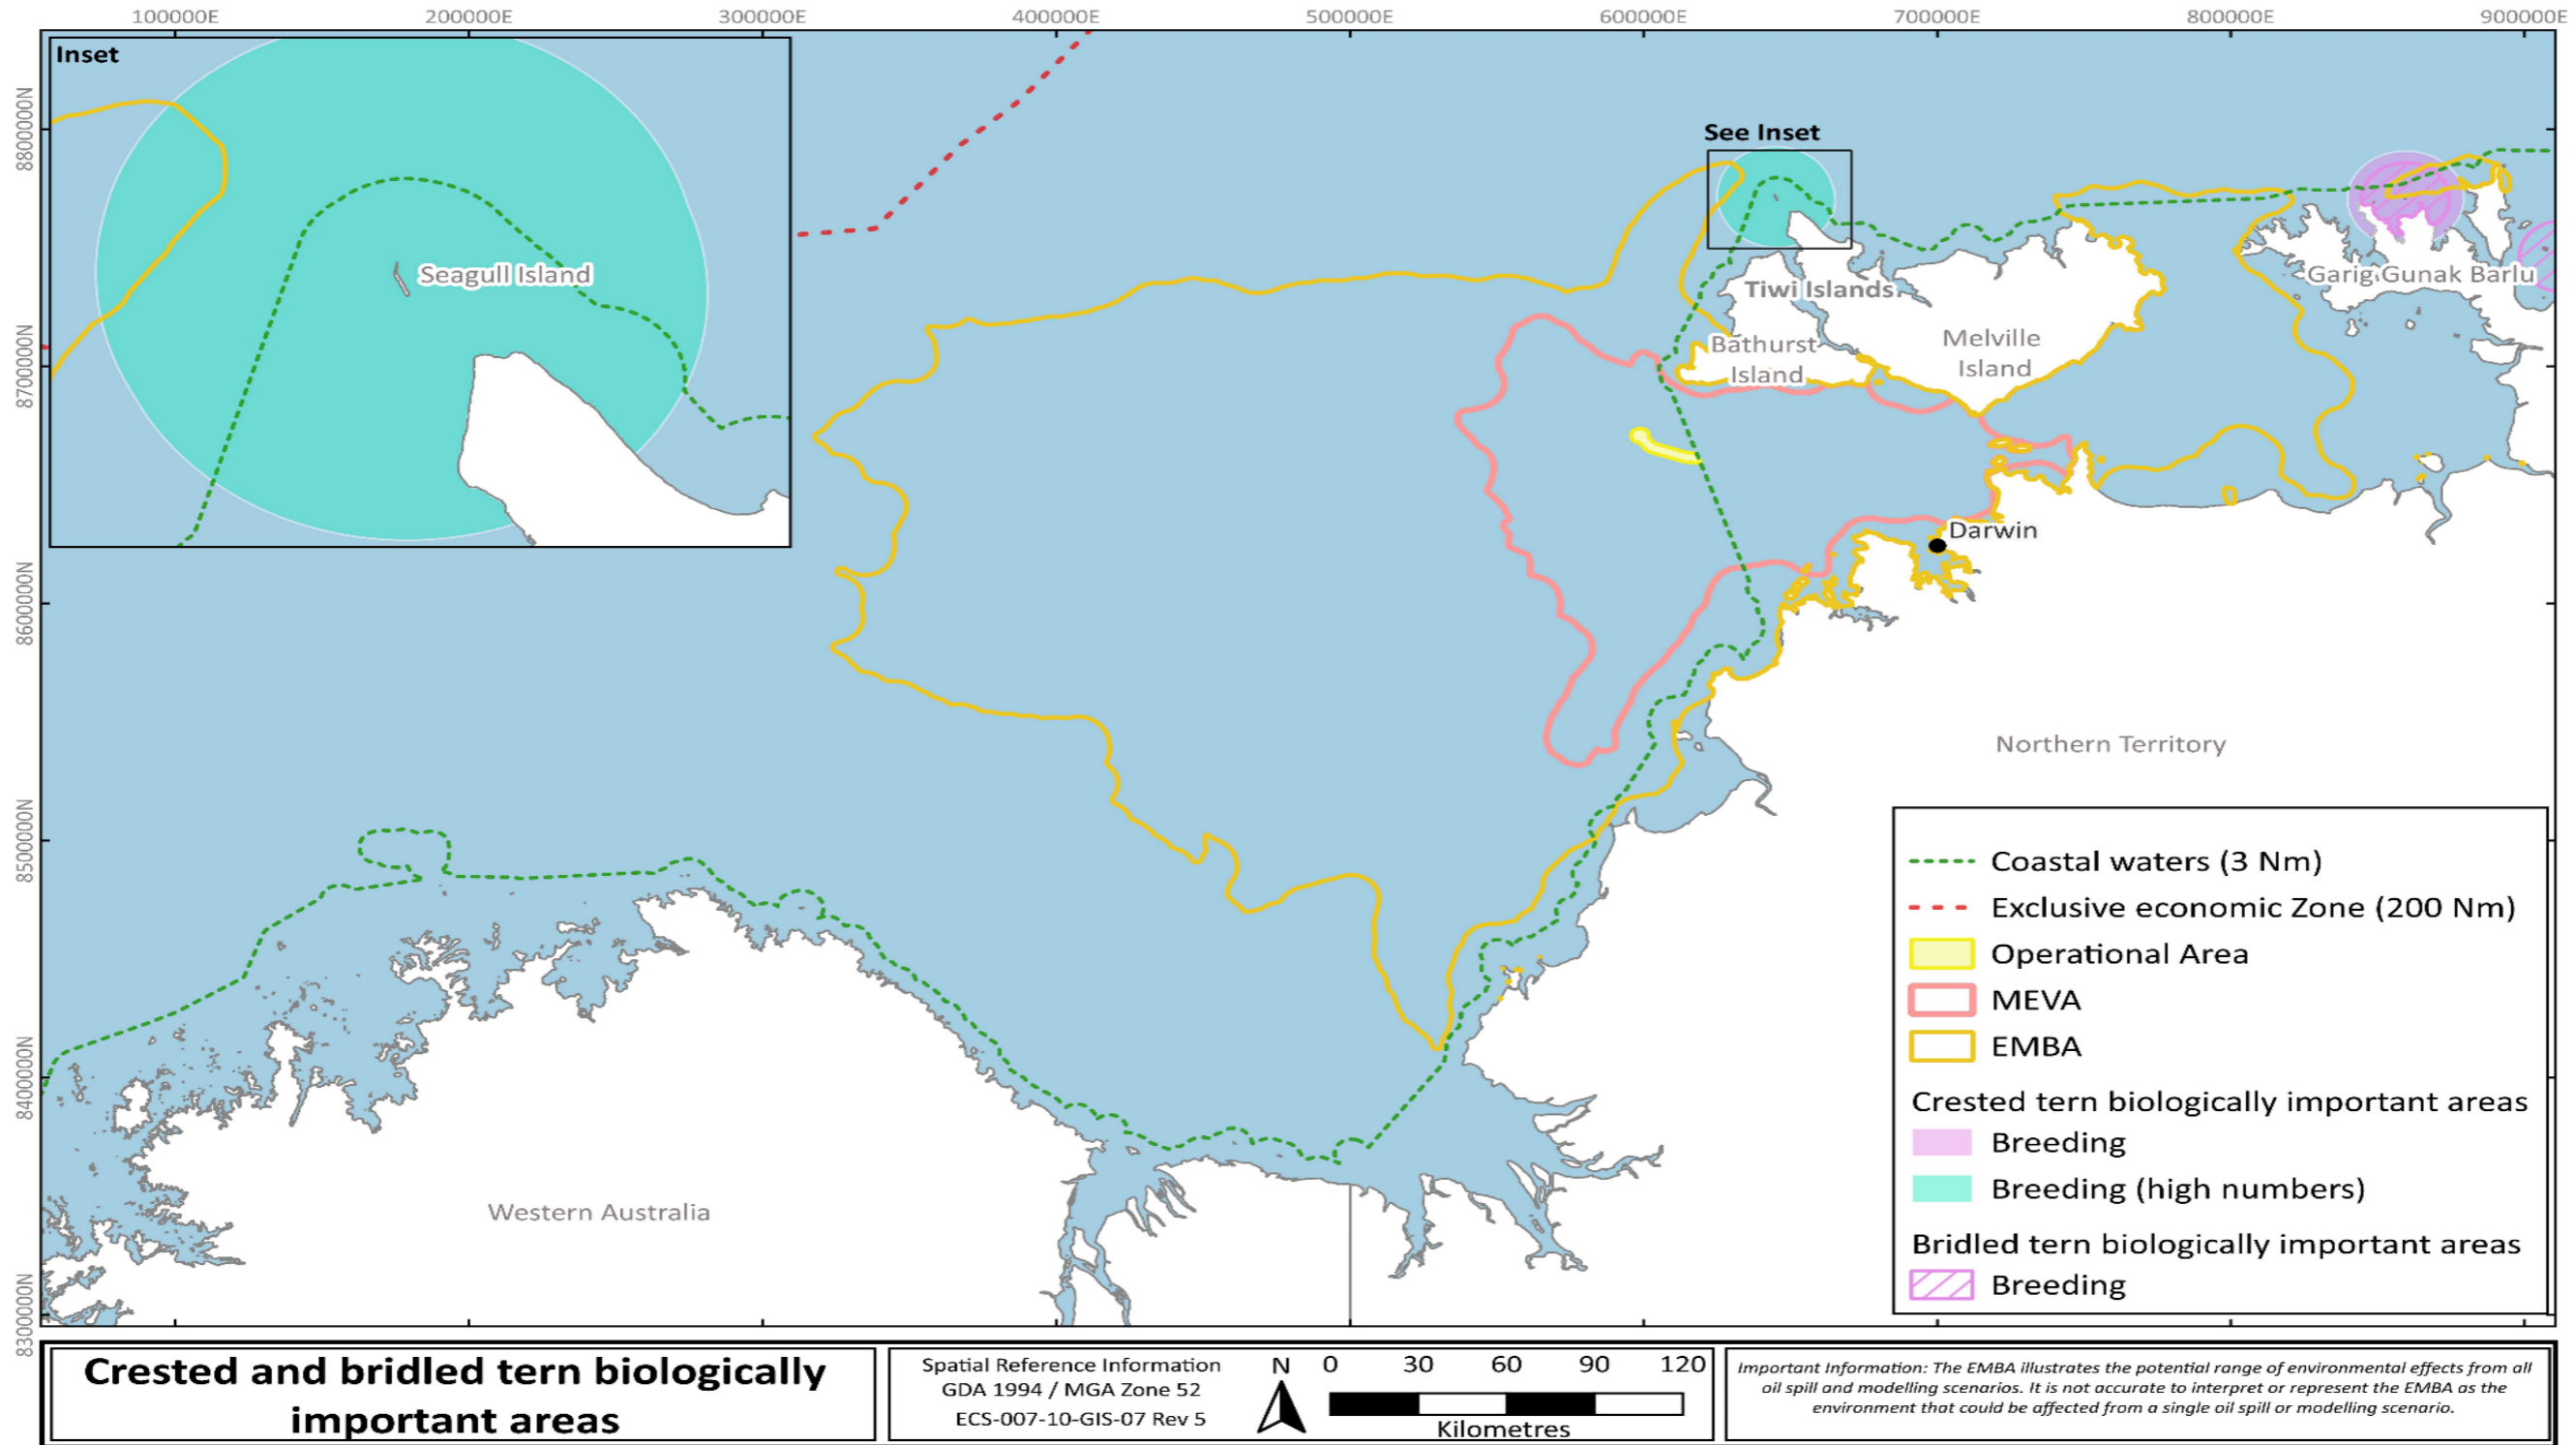 100000E 200000E 300000E 400000E 500000E 600000E 700000E 800000E 900000E
Inset
See Inset
8800000N
Seagull Island
Garig Gunak Barlu
Tiwi Islands
8700000N
Bathurst
Island
Melville
Island
Darwin
8600000N
Northern Territory
8500000N
8400000N
Western Australia
8300000N
Coastal waters (3 Nm)
Exclusive economic Zone (200 Nm)
Operational Area
MEVA
EMBA
Crested tern biologically important areas
Breeding
Breeding (high numbers)
Bridled tern biologically important areas
Breeding
Crested and bridled tern biologically
important areas
Spatial Reference Information
GDA 1994 / MGA Zone 52
ECS-007-10-GIS-07 Rev 5
N 0 30 60 90 120
Kilometres
Important Information: The EMBA illustrates the potential range of environmental effects from all
oil spill and modelling scenarios. It is not accurate to interpret or represent the EMBA as the
environment that could be affected from a single oil spill or modelling scenario.